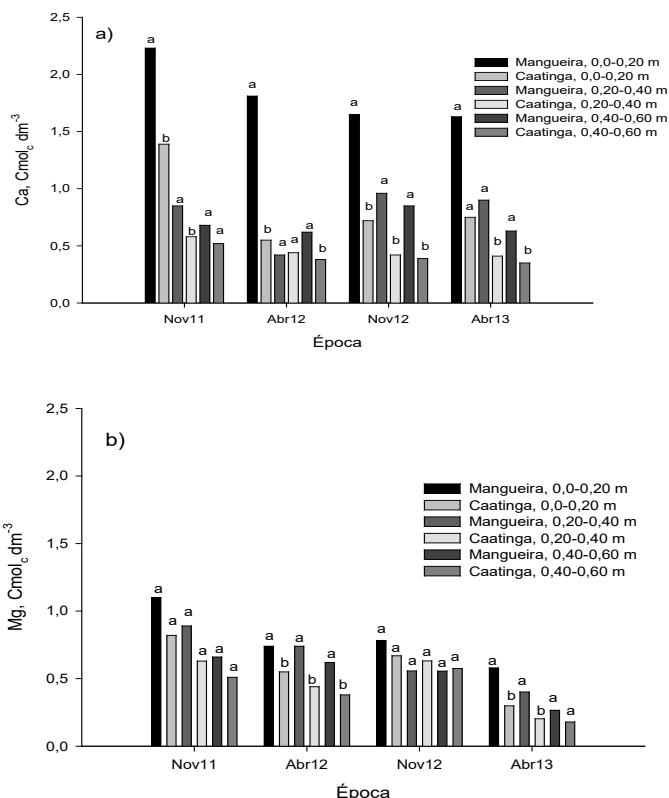 a)
2,5
2,0
1,5
1,0
0,5
0,0
Ca, Cmolc dm-3
Mangueira, 0,0-0,20 m
Caatinga, 0,0-0,20 m
Mangueira, 0,20-0,40 m
Caatinga, 0,20-0,40 m
Mangueira, 0,40-0,60 m
Caatinga, 0,40-0,60 m
a b a b a a
a b a a a b
a b a b a b
a a a b a b
Nov11 Abr12 Nov12 Abr13
Época
b)
2,5
2,0
1,5
1,0
0,5
0,0
Mg, Cmolc dm-3
Mangueira, 0,0-0,20 m
Caatinga, 0,0-0,20 m
Mangueira, 0,20-0,40 m
Caatinga, 0,20-0,40 m
Mangueira, 0,40-0,60 m
Caatinga, 0,40-0,60 m
a a a a a a
a b a b a b
a a a a a a
a b a b a a
Nov11 Abr12 Nov12 Abr13
Época